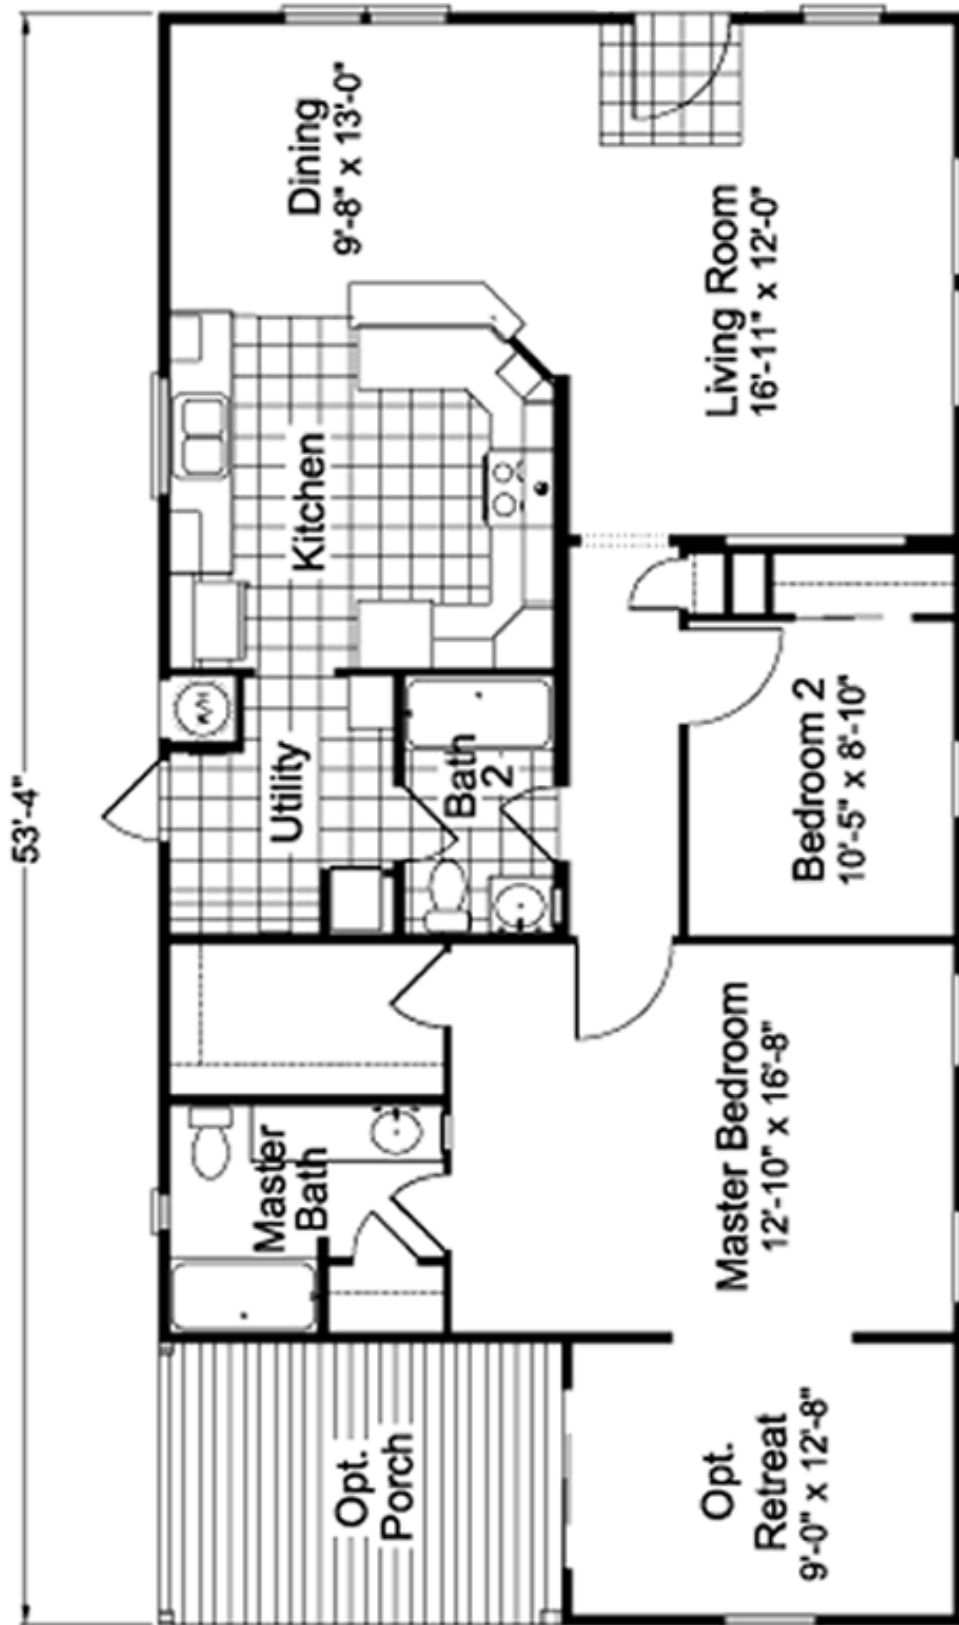 53'-4"
Dining
9'-8" x 13'-0"
Living Room
16'-11" x 12'-0"
Kitchen
H/W
Utility
Bath
2
Bedroom 2
10'-5" x 8'-10"
Master Bedroom
12'-10" x 16'-8"
Master
Bath
Opt.
Porch
Opt.
Retreat
9'-0" x 12'-8"